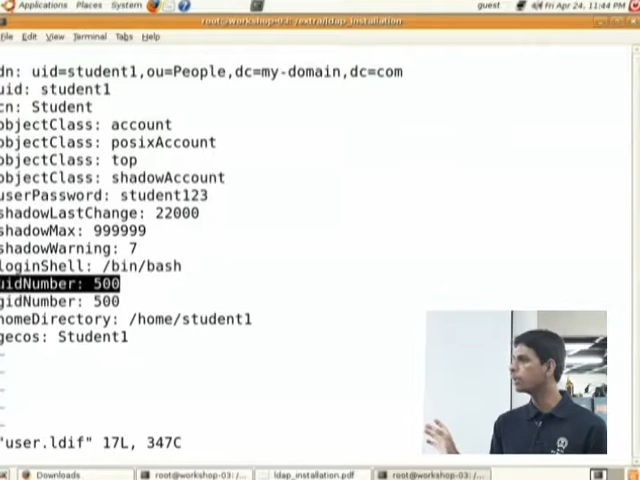 Applications Places System guest Fri Apr 24, 11:44 PM
root@workshop-03: /extra/ldap_installation
File Edit View Terminal Tabs Help
dn: uid=student1,ou=People,dc=my-domain,dc=com
uid: student1
cn: Student
objectClass: account
objectClass: posixAccount
objectClass: top
objectClass: shadowAccount
userPassword: student123
shadowLastChange: 22000
shadowMax: 999999
shadowWarning: 7
loginShell: /bin/bash
uidNumber: 500
gidNumber: 500
homeDirectory: /home/student1
gecos: Student1
~
~
~
~
~
"user.ldif" 17L, 347C
Downloads root@workshop-03: /... ldap_installation.pdf root@workshop-03: /...